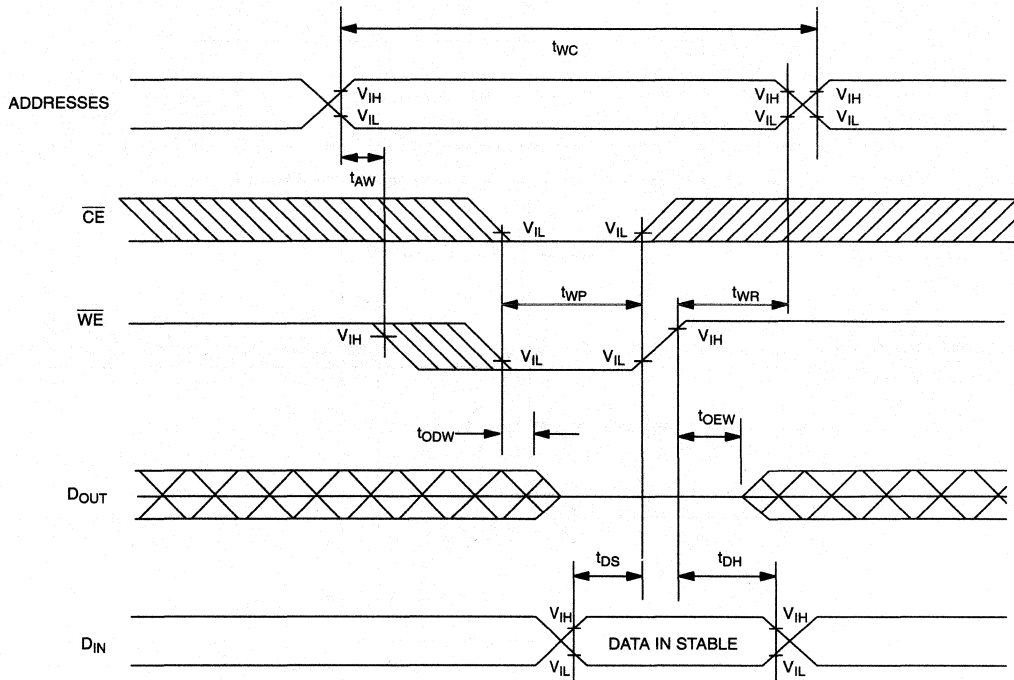 tWC
ADDRESSES
VIH
VIL
VIH
VIL
VIH
VIL
tAW
CE
VIL
VIL
tWP
tWR
WE
VIH
VIL
VIL
VIH
tODW
tOEW
DOUT
tDS
tDH
VIH
VIH
DIN
DATA IN STABLE
VIL
VIL